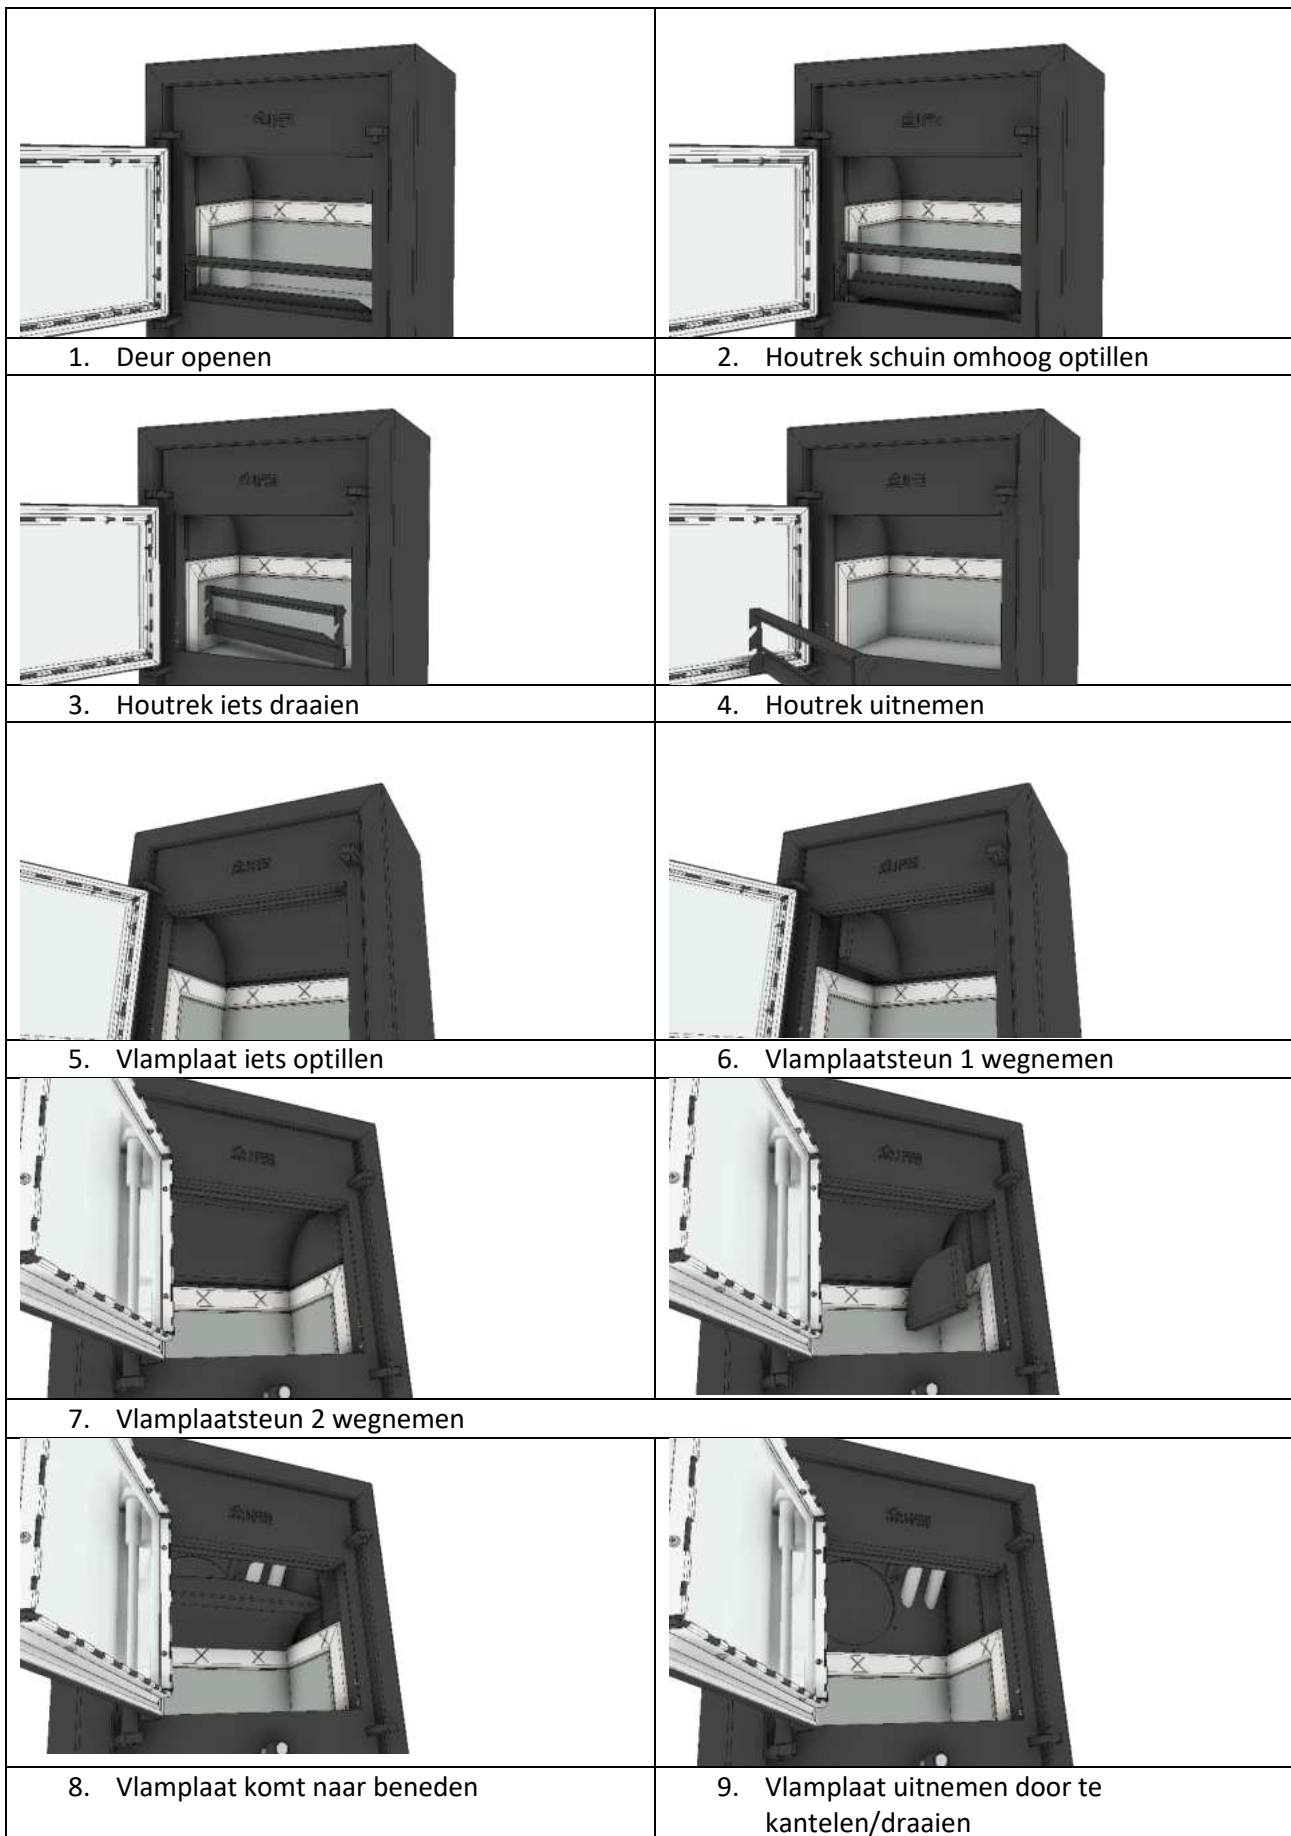 1. Deur openen
2. Houtrek schuin omhoog optillen
3. Houtrek iets draaien
4. Houtrek uitnemen
5. Vlamplaat iets optillen
6. Vlamplaatsteun 1 wegnemen
7. Vlamplaatsteun 2 wegnemen
8. Vlamplaat komt naar beneden
9. Vlamplaat uitnemen door te
kantelen/draaien